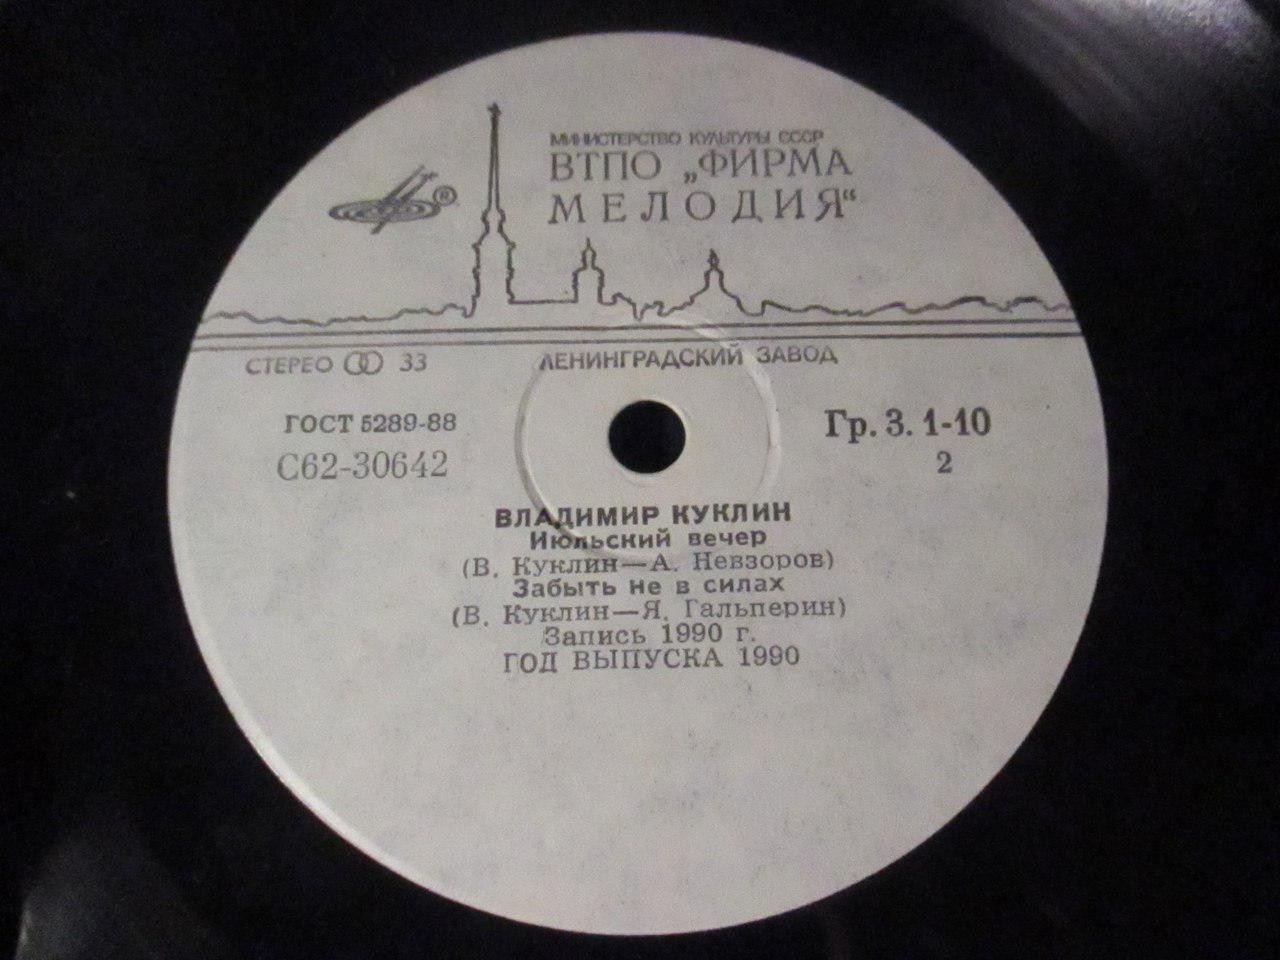 МИНИСТЕРСТВО КУЛЬТУРЫ СССР
ВТПО „ФИРМА
МЕЛОДИЯ“
®
СТЕРЕО 33
ЛЕНИНГРАДСКИЙ ЗАВОД
ГОСТ 5289-88
Гр. 3. 1-10
С62-30642
2
ВЛАДИМИР КУКЛИН
Июльский вечер
(В. Куклин—А. Невзоров)
Забыть не в силах
(В. Куклин—Я. Гальперин)
Запись 1990 г.
ГОД ВЫПУСКА 1990